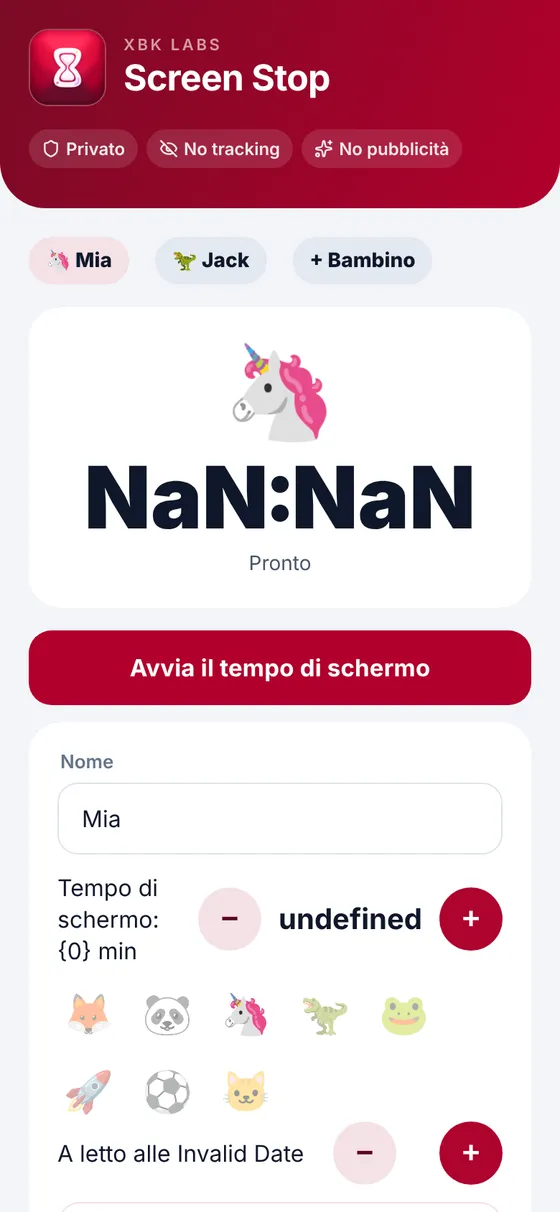 XBK LABS
Screen Stop
Privato
No tracking
No pubblicità
Mia
Jack
+ Bambino
NaN:NaN
Pronto
Avvia il tempo di schermo
Nome
Mia
Tempo di
schermo:
{0} min
−
undefined
+
A letto alle Invalid Date
−
+